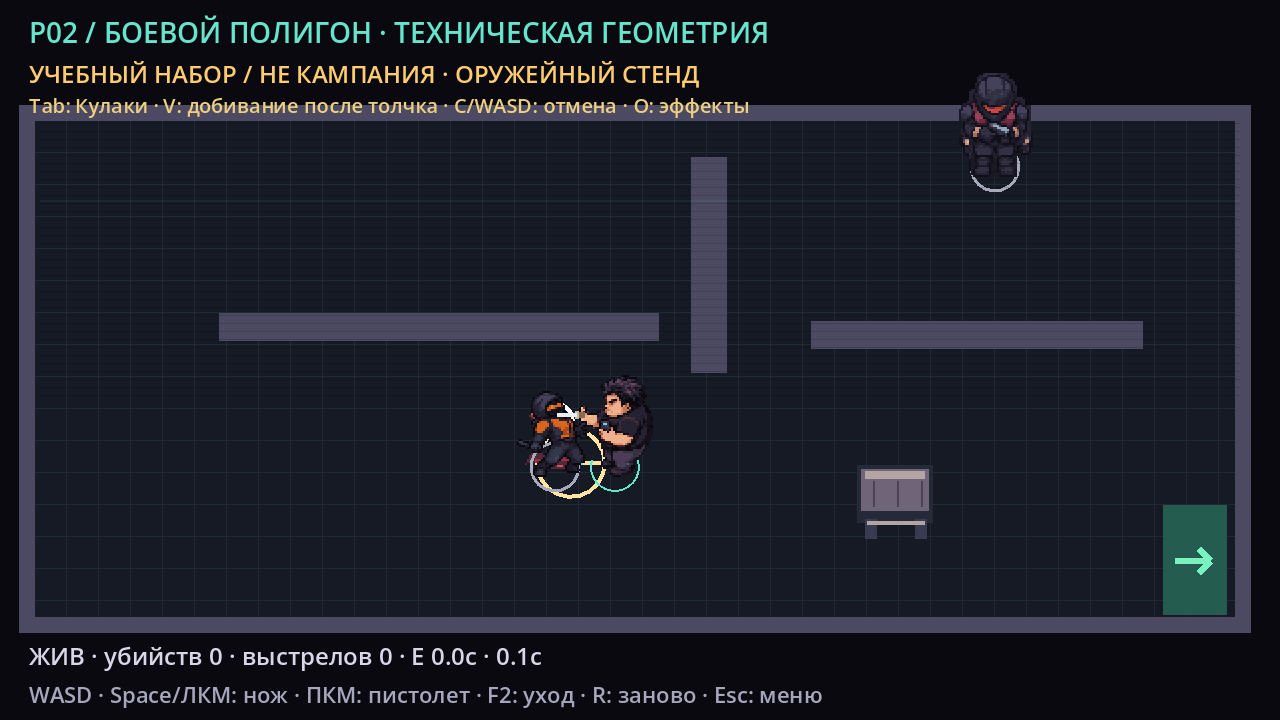 P02 / БОЕВОЙ ПОЛИГОН · ТЕХНИЧЕСКАЯ ГЕОМЕТРИЯ
УЧЕБНЫЙ НАБОР / НЕ КАМПАНИЯ · ОРУЖЕЙНЫЙ СТЕНД
Tab: Кулаки · V: добивание после толчка · C/WASD: отмена · O: эффекты
ЖИВ · убийств 0 · выстрелов 0 · E 0.0с · 0.1с
WASD · Space/ЛКМ: нож · ПКМ: пистолет · F2: уход · R: заново · Esc: меню